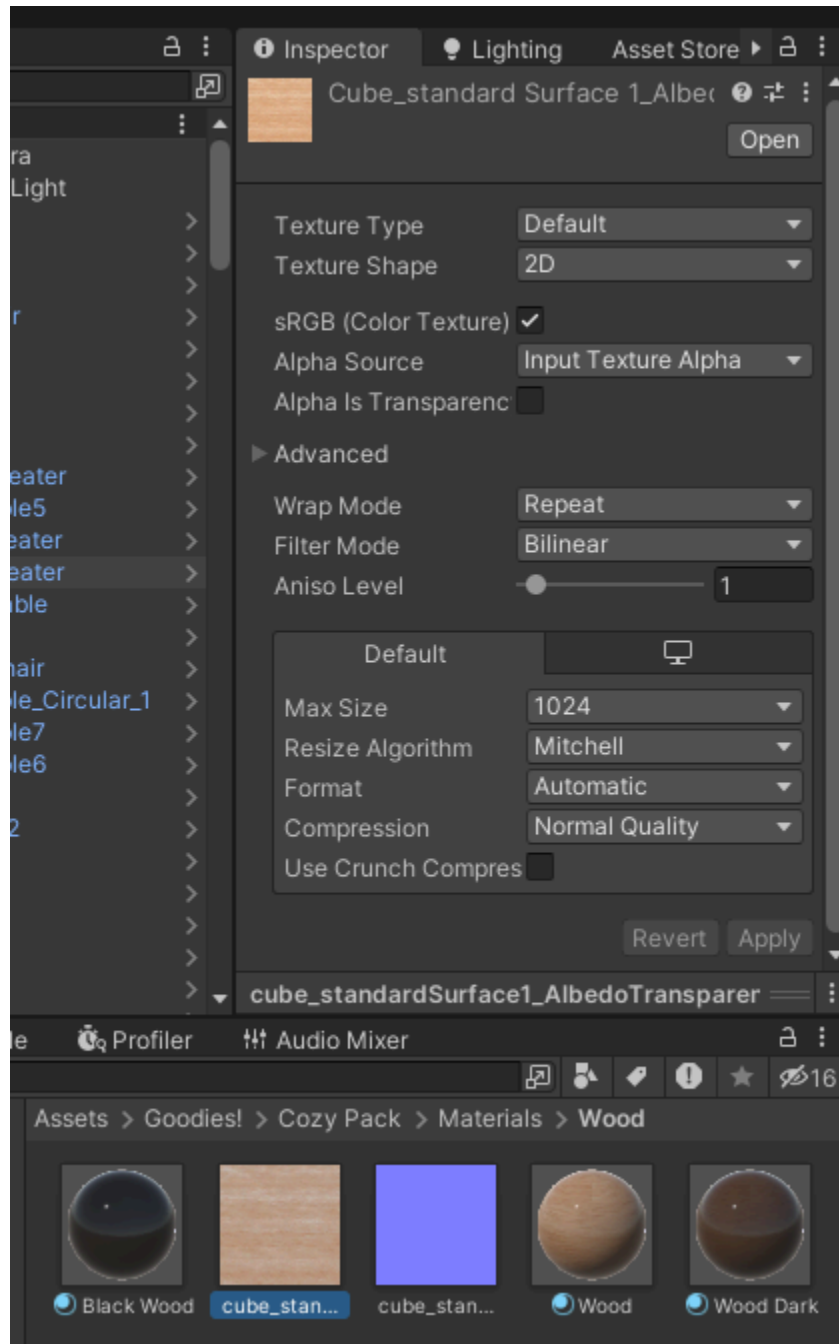 Inspector
Lighting
Asset Store
Cube_standard Surface 1_Albe
Open
ra
Light
r
eater
le5
eater
eater
ble
hair
le_Circular_1
le7
le6
2
Texture Type
Default
Texture Shape
2D
sRGB (Color Texture)
Alpha Source
Input Texture Alpha
Alpha Is Transparenc
Advanced
Wrap Mode
Repeat
Filter Mode
Bilinear
Aniso Level
1
Default
Max Size
1024
Resize Algorithm
Mitchell
Format
Automatic
Compression
Normal Quality
Use Crunch Compres
Revert
Apply
cube_standardSurface1_AlbedoTransparer
le
Profiler
Audio Mixer
16
Assets > Goodies! > Cozy Pack > Materials > Wood
Black Wood
cube_stan...
cube_stan...
Wood
Wood Dark